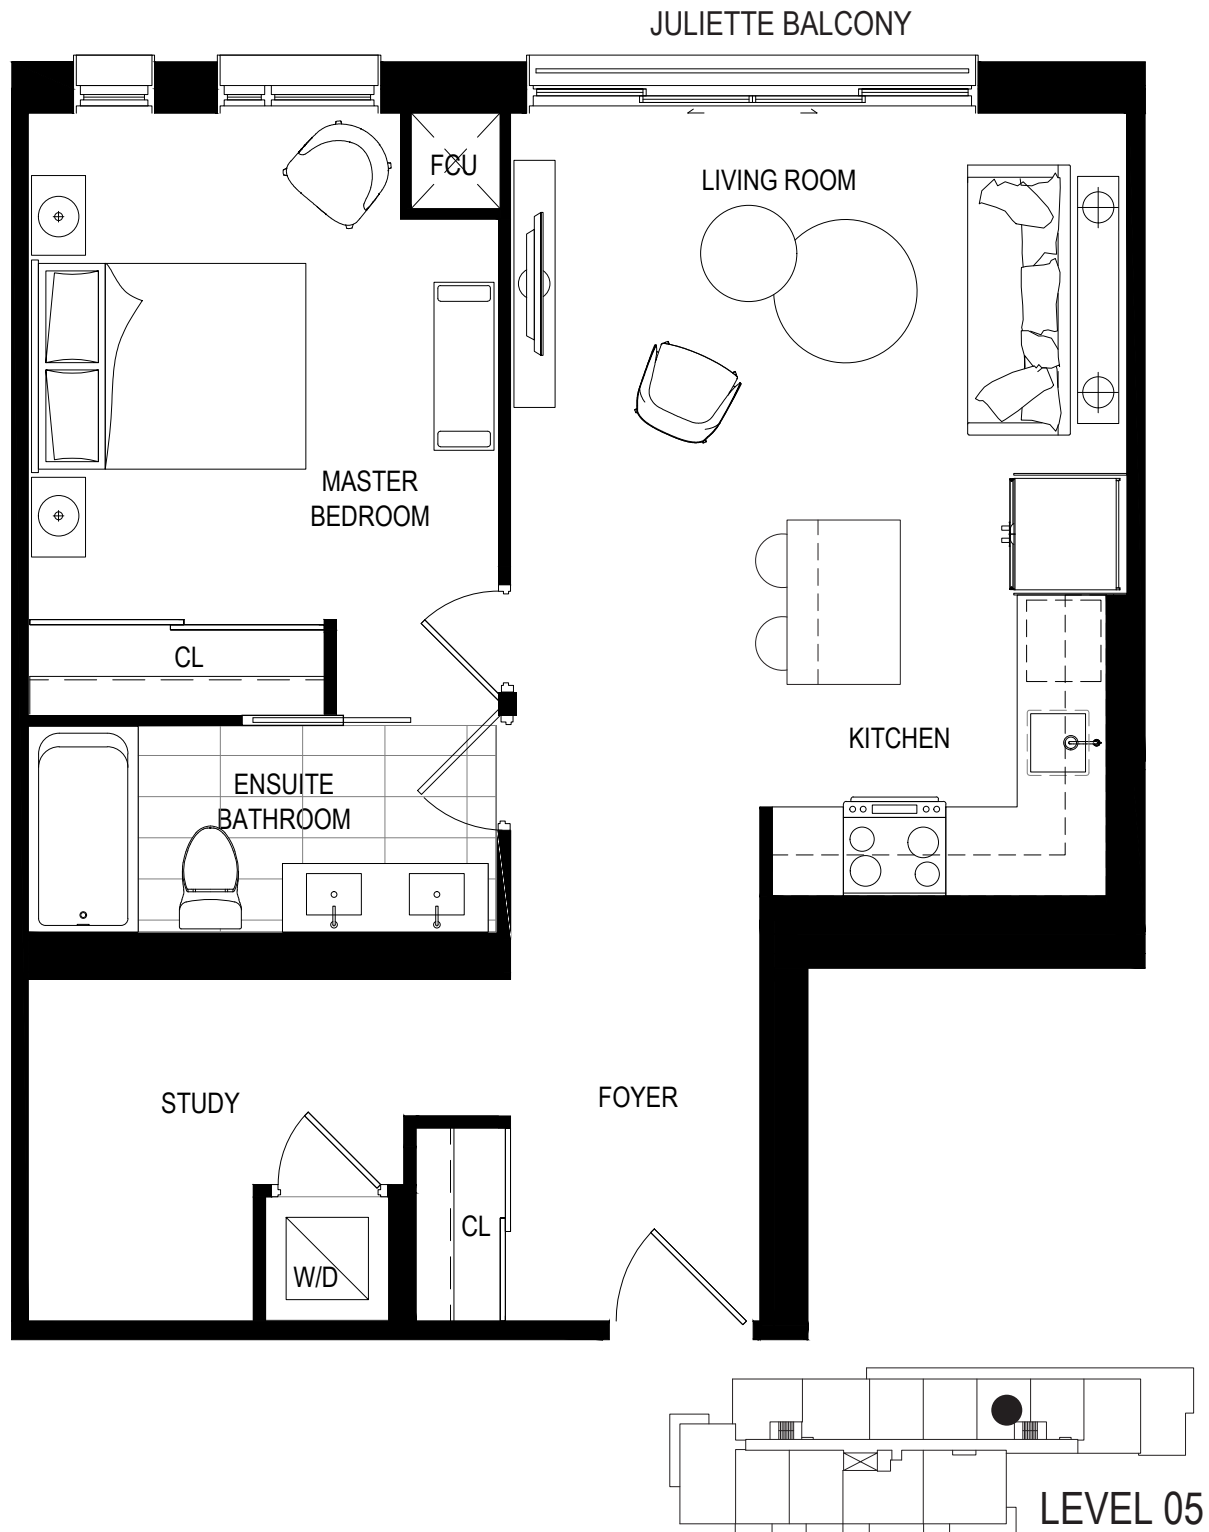 JULIETTE BALCONY
FCU
LIVING ROOM
MASTER
BEDROOM
CL
KITCHEN
ENSUITE
BATHROOM
STUDY
FOYER
CL
W/D
LEVEL 05